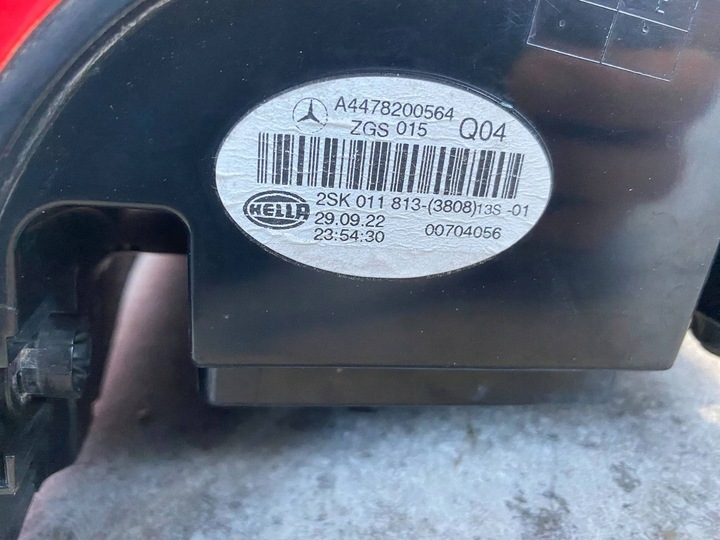 A4478200564
ZGS 015 Q04
HELLA 2SK 011 813-(3808)13S -01
29.09.22
23:54:30 00704056